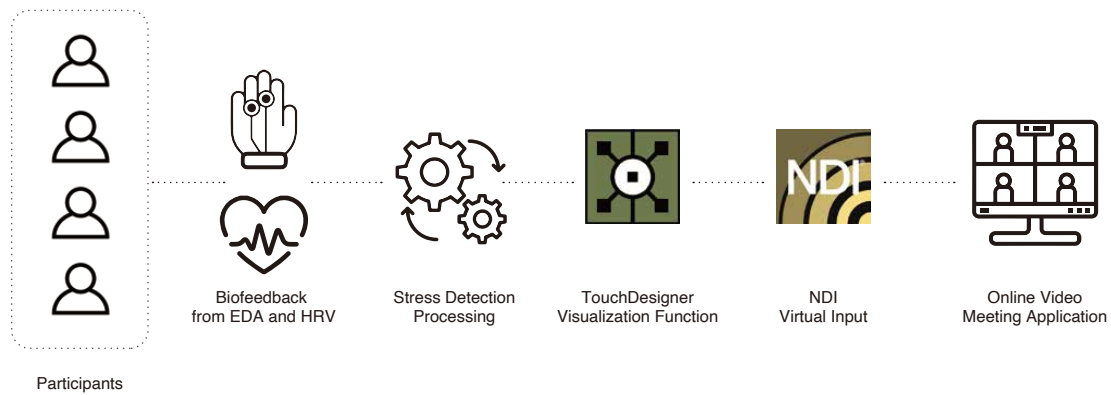 NDI
Biofeedback
from EDA and HRV
Stress Detection
Processing
TouchDesigner
Visualization Function
NDI
Virtual Input
Online Video
Meeting Application
Participants